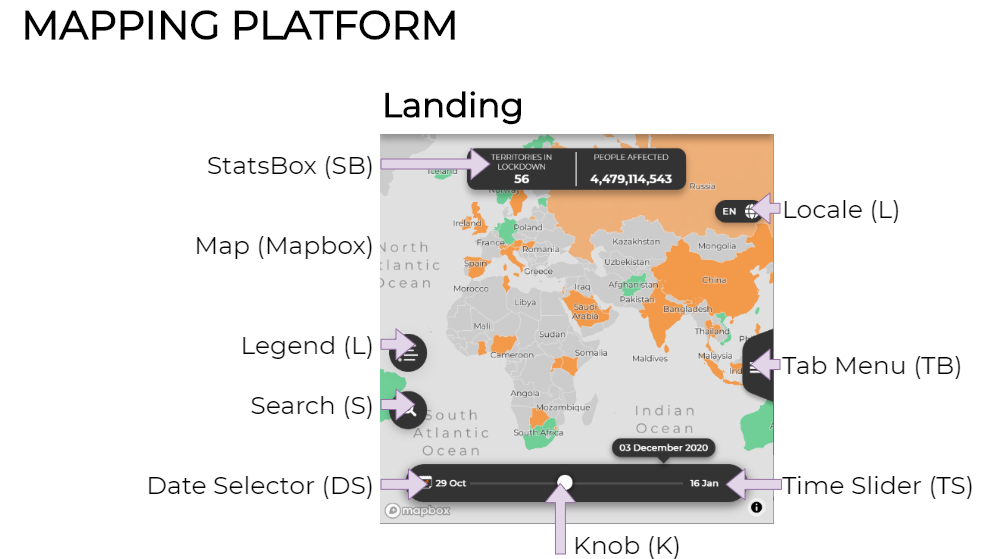 MAPPING PLATFORM
Landing
StatsBox (SB)
TERRITORIES IN
LOCKDOWN
56
PEOPLE AFFECTED
4,479,114,543
Iceland
Norway
Russia
EN
Locale (L)
Ireland
Poland
France
Romania
Kazakhstan
Mongolia
Map (Mapbox)
North
Atlantic
Ocean
Spain
Greece
Uzbekistan
China
Morocco
Iraq
Afghanistan
Pakistan
Libya
Saudi
Arabia
Bangladesh
Mali
Sudan
Thailand
Legend (L)
Cameroon
Somalia
Maldives
Malaysia
Tab Menu (TB)
Angola
Search (S)
Mozambique
South
Atlantic
Ocean
South Africa
Indian
Ocean
03 December 2020
Date Selector (DS)
29 Oct
16 Jan
Time Slider (TS)
mapbox
Knob (K)